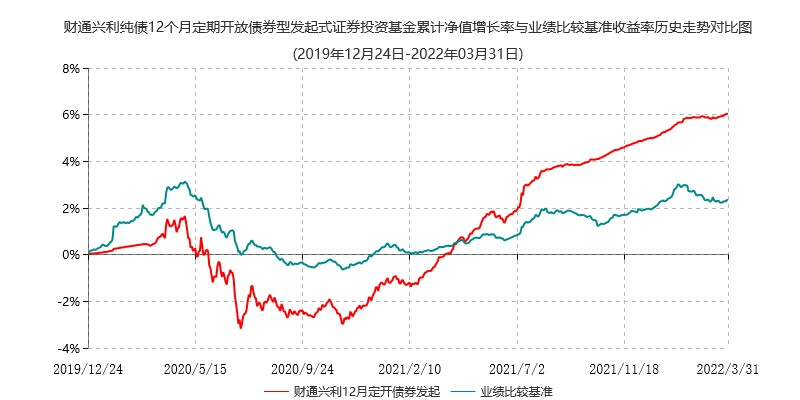 财通兴利纯债12个月定期开放债券型发起式证券投资基金累计净值增长率与业绩比较基准收益率历史走势对比图
(2019年12月24日-2022年03月31日)
8%
6%
4%
2%
0%
-2%
-4%
2019/12/24 2020/5/15 2020/9/24 2021/2/10 2021/7/2 2021/11/18 2022/3/31
财通兴利12月定开债券发起 业绩比较基准